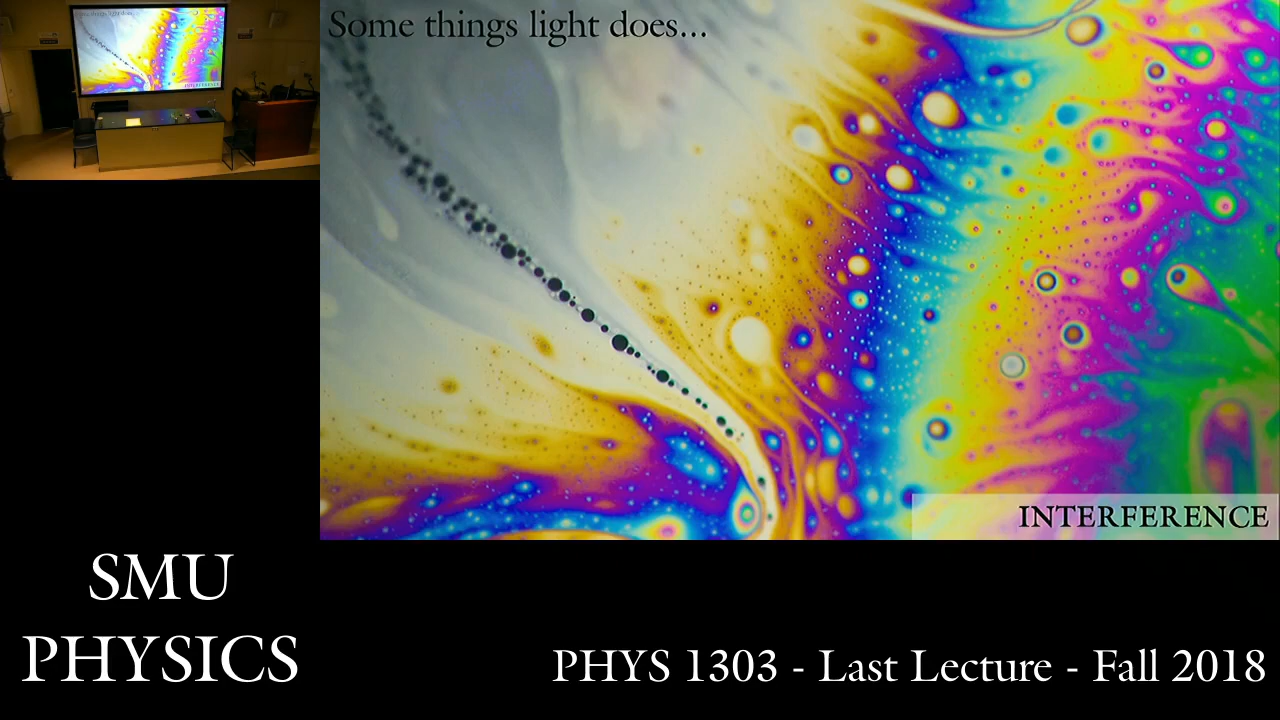 Some things light does...
INTERFERENCE
SMU
PHYSICS
PHYS 1303 - Last Lecture - Fall 2018